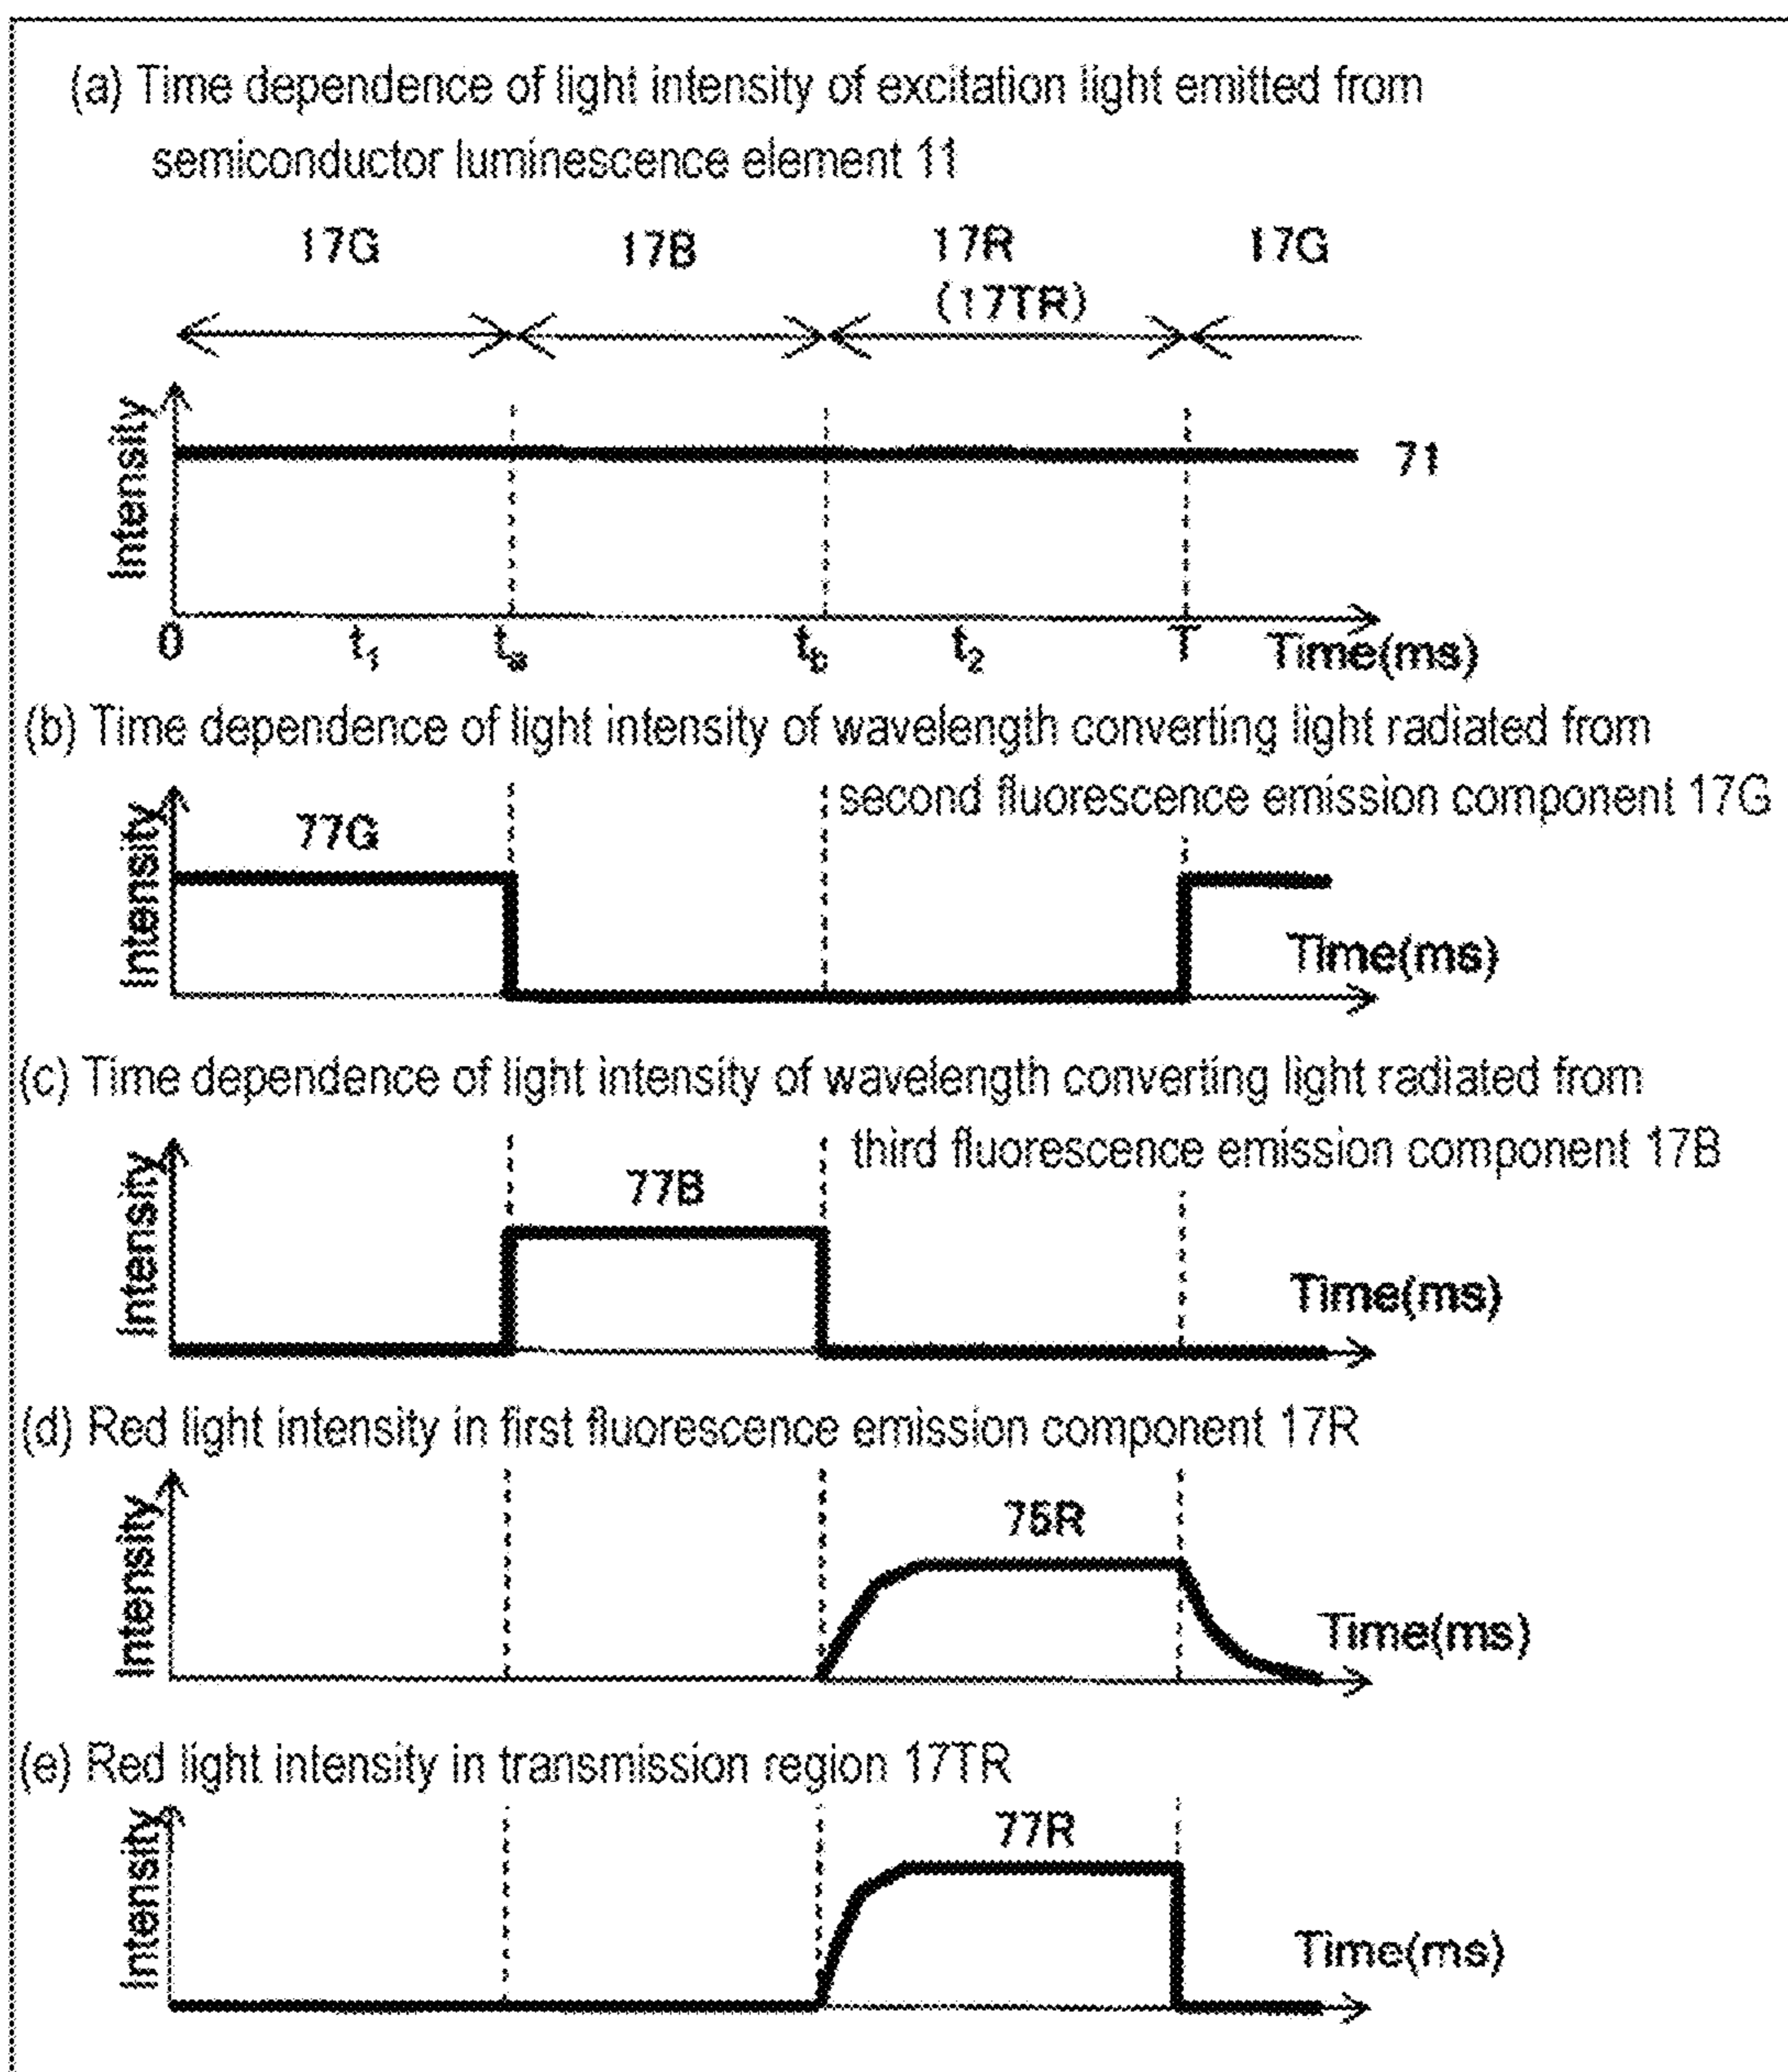 (a) Time dependence of light intensity of excitation light emitted from
semiconductor luminescence element 11
17G 17B 17R 17G
(17TR)
Intensity
71
0 t₁ tₐ t_b t₂ T Time(ms)
(b) Time dependence of light intensity of wavelength converting light radiated from
second fluorescence emission component 17G
77G
Intensity
Time(ms)
(c) Time dependence of light intensity of wavelength converting light radiated from
third fluorescence emission component 17B
77B
Intensity
Time(ms)
(d) Red light intensity in first fluorescence emission component 17R
75R
Intensity
Time(ms)
(e) Red light intensity in transmission region 17TR
77R
Intensity
Time(ms)